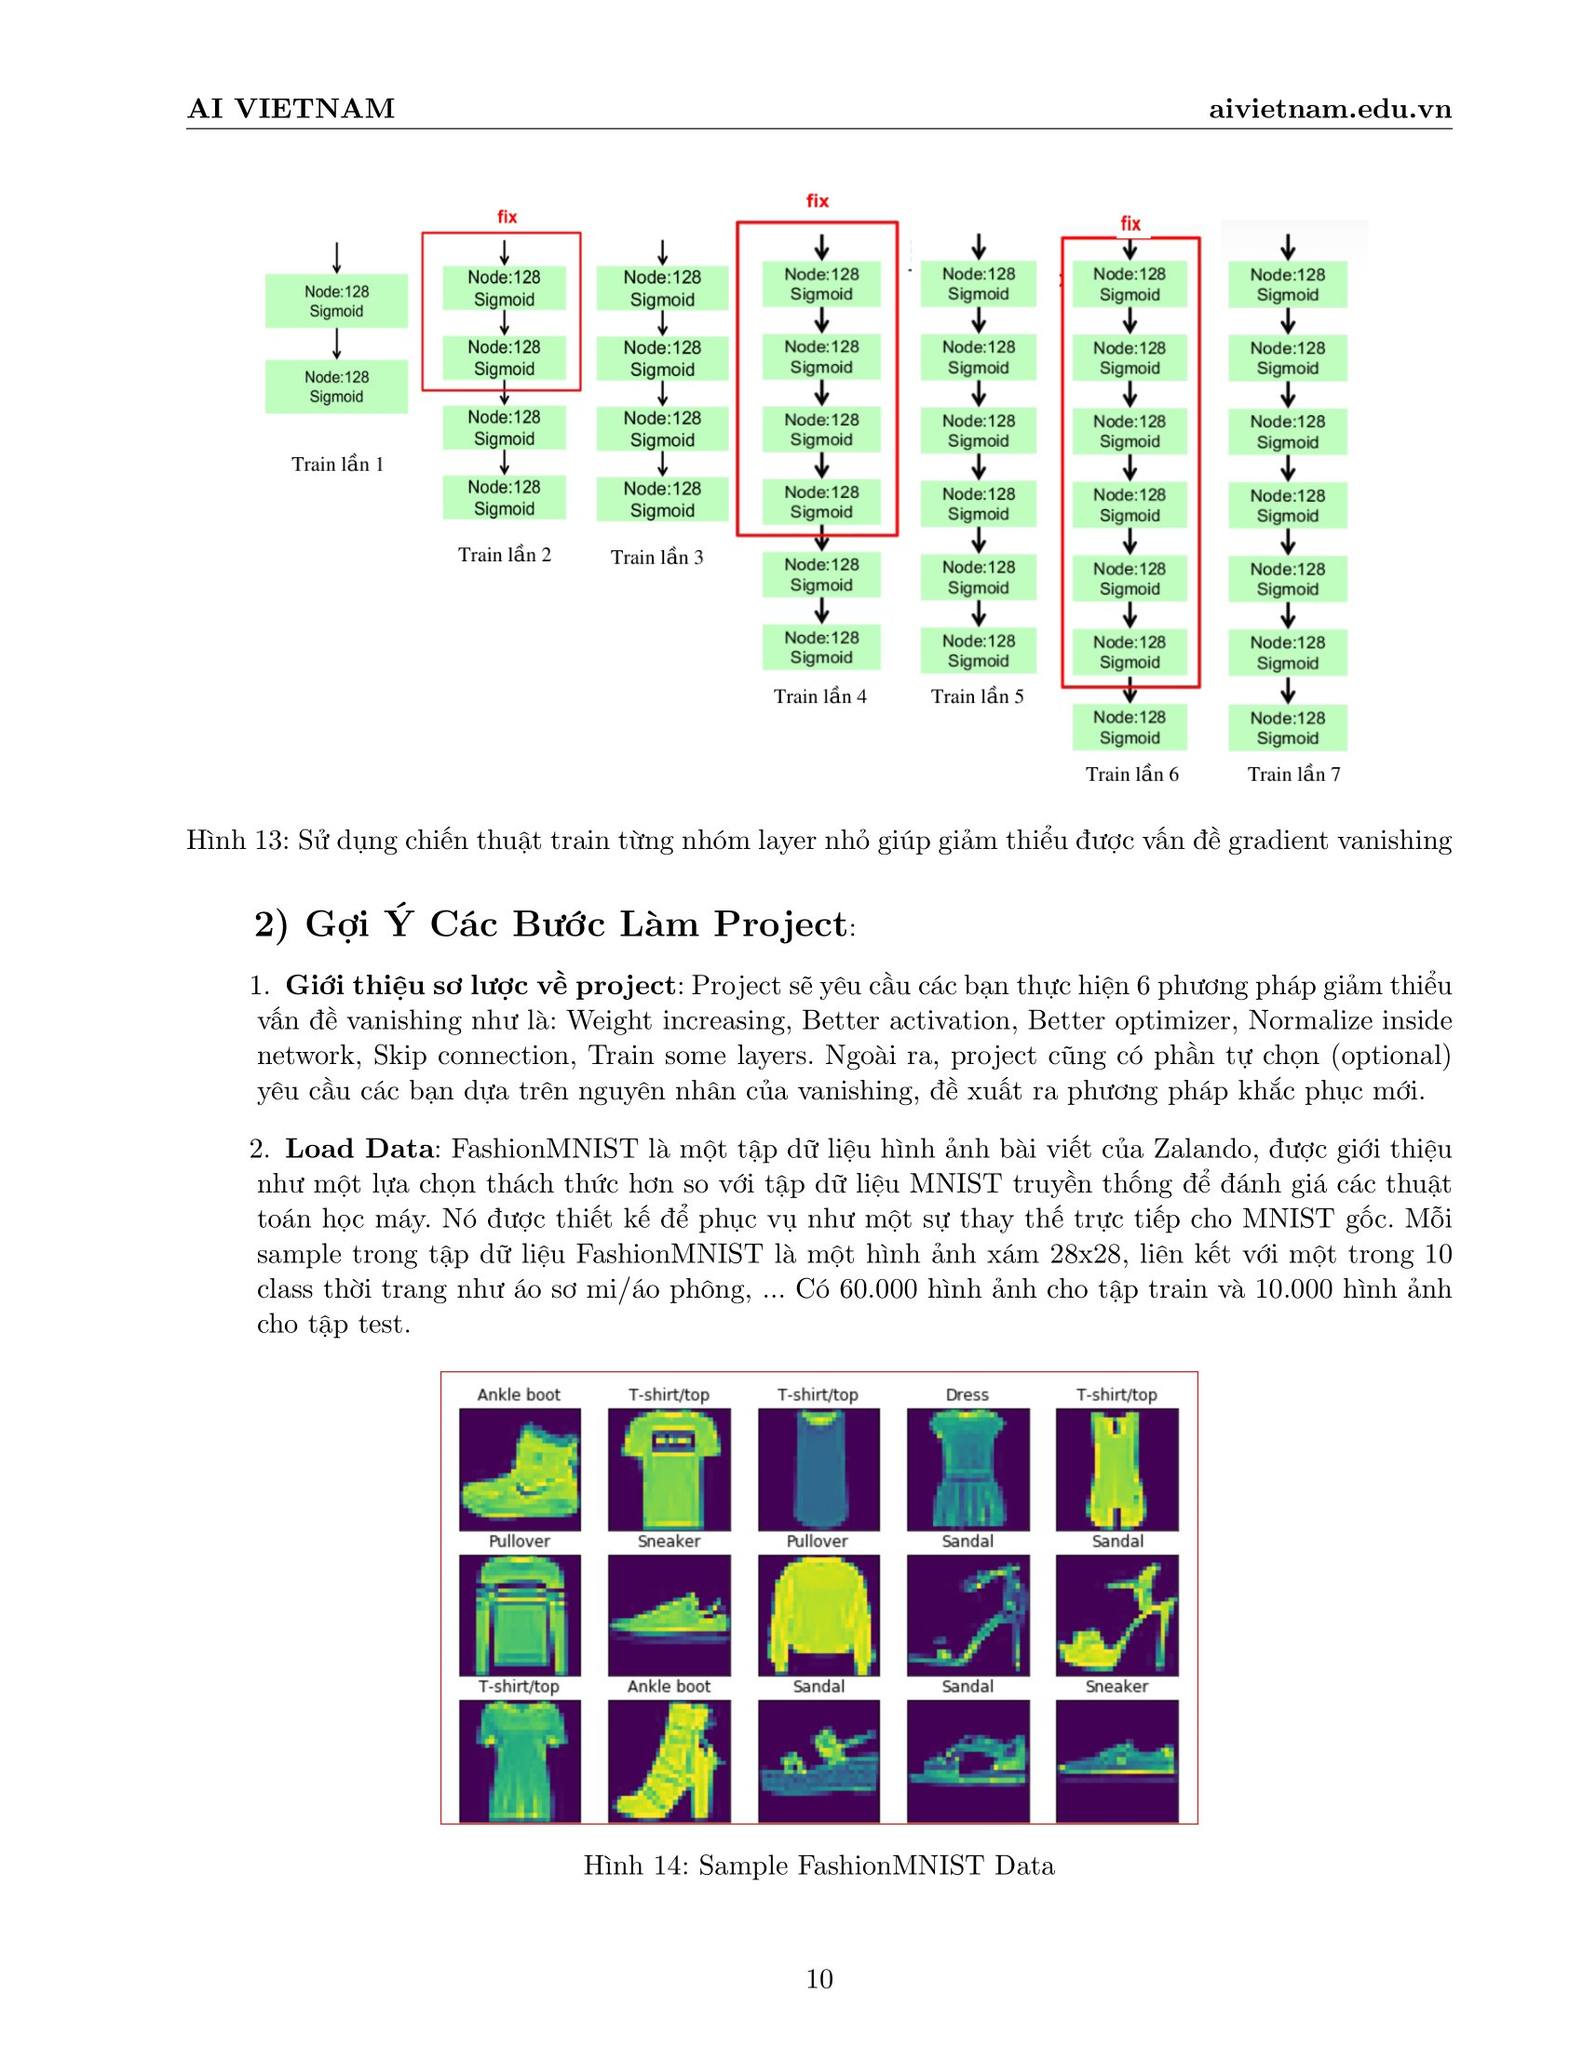 AI VIETNAM aivietnam.edu.vn
fix
Node:128
Sigmoid
Node:128
Sigmoid
Train lần 1
fix
Node:128
Sigmoid
Node:128
Sigmoid
Node:128
Sigmoid
Node:128
Sigmoid
Train lần 2
Node:128
Sigmoid
Node:128
Sigmoid
Node:128
Sigmoid
Node:128
Sigmoid
Train lần 3
Node:128
Sigmoid
Node:128
Sigmoid
Node:128
Sigmoid
Node:128
Sigmoid
Node:128
Sigmoid
Node:128
Sigmoid
Train lần 4
Node:128
Sigmoid
Node:128
Sigmoid
Node:128
Sigmoid
Node:128
Sigmoid
Node:128
Sigmoid
Node:128
Sigmoid
Train lần 5
fix
Node:128
Sigmoid
Node:128
Sigmoid
Node:128
Sigmoid
Node:128
Sigmoid
Node:128
Sigmoid
Node:128
Sigmoid
Node:128
Sigmoid
Train lần 6
Node:128
Sigmoid
Node:128
Sigmoid
Node:128
Sigmoid
Node:128
Sigmoid
Node:128
Sigmoid
Node:128
Sigmoid
Node:128
Sigmoid
Train lần 7
Hình 13: Sử dụng chiến thuật train từng nhóm layer nhỏ giúp giảm thiểu được vấn đề gradient vanishing
2) Gợi Ý Các Bước Làm Project:
1. Giới thiệu sơ lược về project: Project sẽ yêu cầu các bạn thực hiện 6 phương pháp giảm thiểu
vấn đề vanishing như là: Weight increasing, Better activation, Better optimizer, Normalize inside
network, Skip connection, Train some layers. Ngoài ra, project cũng có phần tự chọn (optional)
yêu cầu các bạn dựa trên nguyên nhân của vanishing, đề xuất ra phương pháp khắc phục mới.
2. Load Data: FashionMNIST là một tập dữ liệu hình ảnh bài viết của Zalando, được giới thiệu
như một lựa chọn thách thức hơn so với tập dữ liệu MNIST truyền thống để đánh giá các thuật
toán học máy. Nó được thiết kế để phục vụ như một sự thay thế trực tiếp cho MNIST gốc. Mỗi
sample trong tập dữ liệu FashionMNIST là một hình ảnh xám 28x28, liên kết với một trong 10
class thời trang như áo sơ mi/áo phông, ... Có 60.000 hình ảnh cho tập train và 10.000 hình ảnh
cho tập test.
Ankle boot T-shirt/top T-shirt/top Dress T-shirt/top
Pullover Sneaker Pullover Sandal Sandal
T-shirt/top Ankle boot Sandal Sandal Sneaker
Hình 14: Sample FashionMNIST Data
10